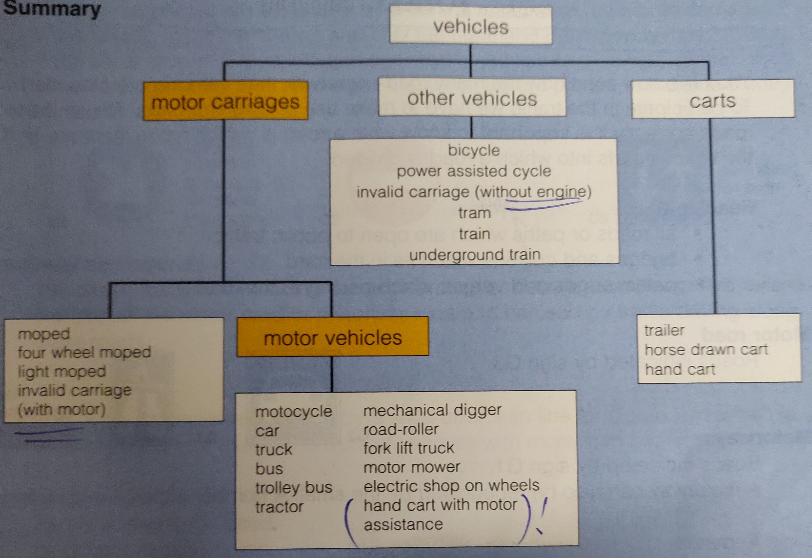 Summary
vehicles
motor carriages
other vehicles
carts
bicycle
power assisted cycle
invalid carriage (without engine)
tram
train
underground train
moped
four wheel moped
light moped
invalid carriage
(with motor)
motor vehicles
trailer
horse drawn cart
hand cart
motocycle
car
truck
bus
trolley bus
tractor
mechanical digger
road-roller
fork lift truck
motor mower
electric shop on wheels
(hand cart with motor
assistance)!